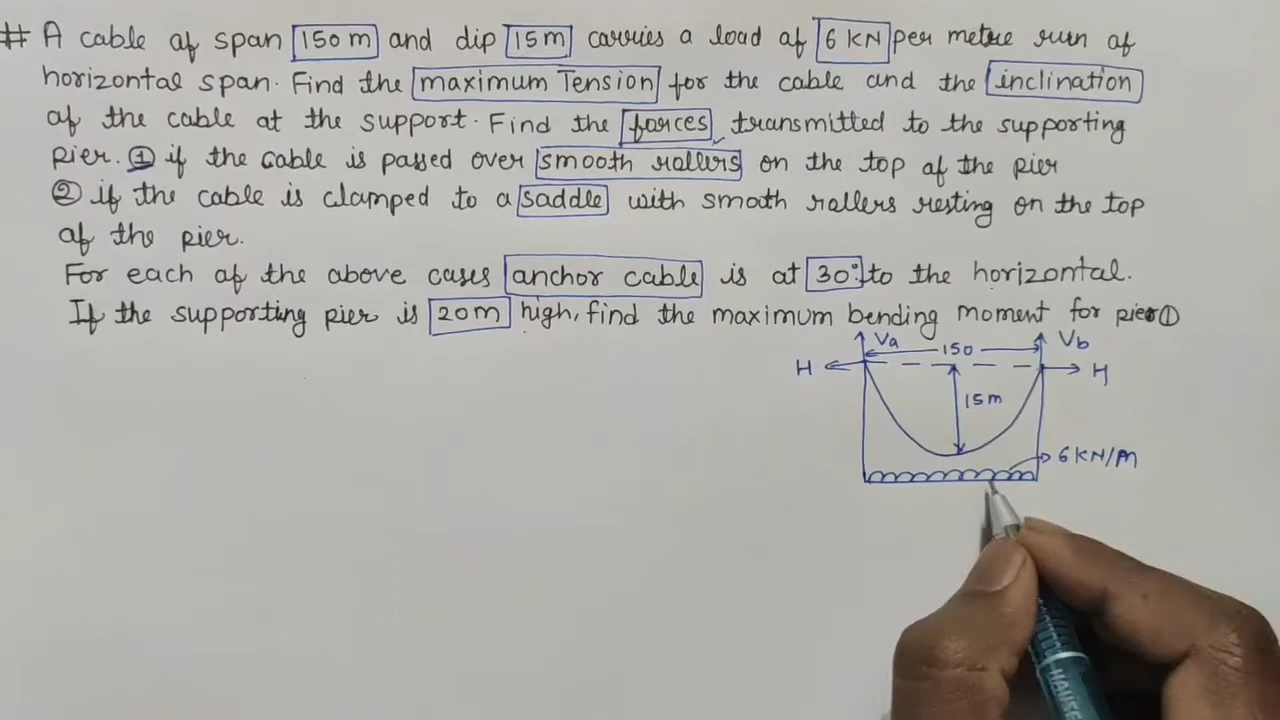 # A cable of span 150 m and dip 15 m carries a load of 6 KN per metre run of
horizontal span. Find the maximum Tension for the cable and the inclination
of the cable at the support. Find the forces transmitted to the supporting
pier. ① if the cable is passed over smooth rollers on the top of the pier
② if the cable is clamped to a saddle with smooth rollers resting on the top
of the pier.
For each of the above cases anchor cable is at 30° to the horizontal.
If the supporting pier is 20m high, find the maximum bending moment for pier ①
Va 150 Vb
H H
15m
6 KN/m
HAUSER